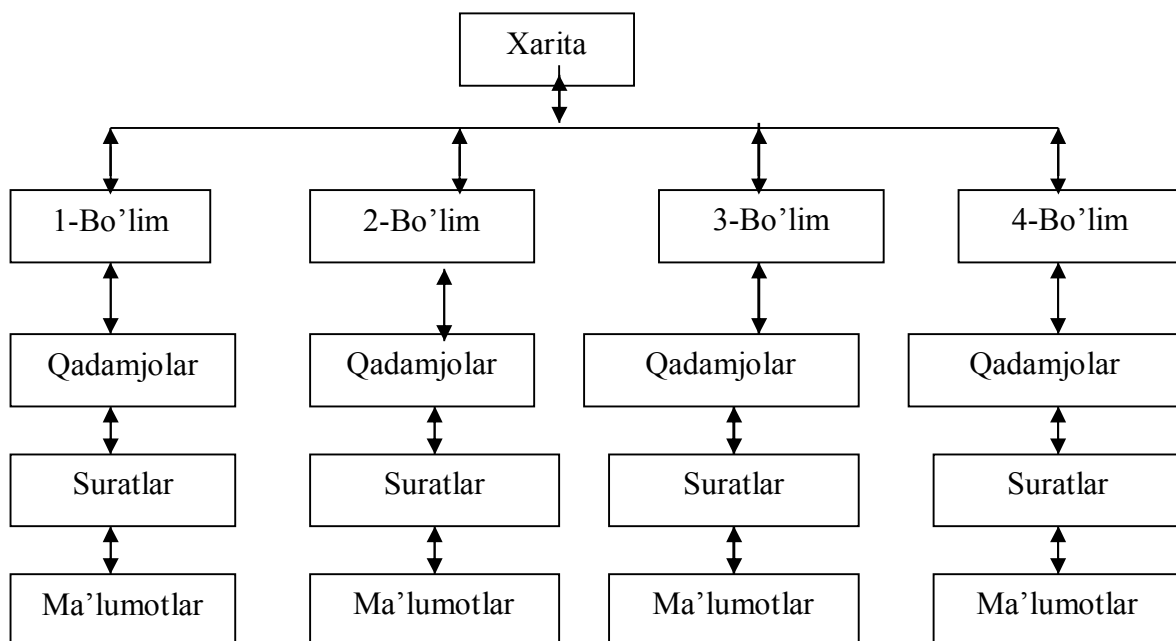 Xarita
1-Bo’lim
2-Bo’lim
3-Bo’lim
4-Bo’lim
Qadamjolar
Qadamjolar
Qadamjolar
Qadamjolar
Suratlar
Suratlar
Suratlar
Suratlar
Ma’lumotlar
Ma’lumotlar
Ma’lumotlar
Ma’lumotlar